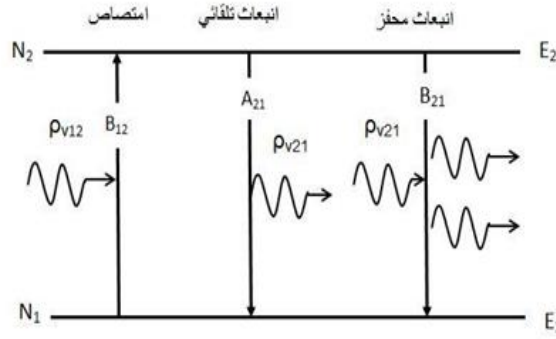 امتصاص انبعاث تلقائي انبعاث محفز
N₂ E₂
A₂₁ B₂₁
ρᵥ₁₂ B₁₂ ρᵥ₂₁ ρᵥ₂₁
N₁ E